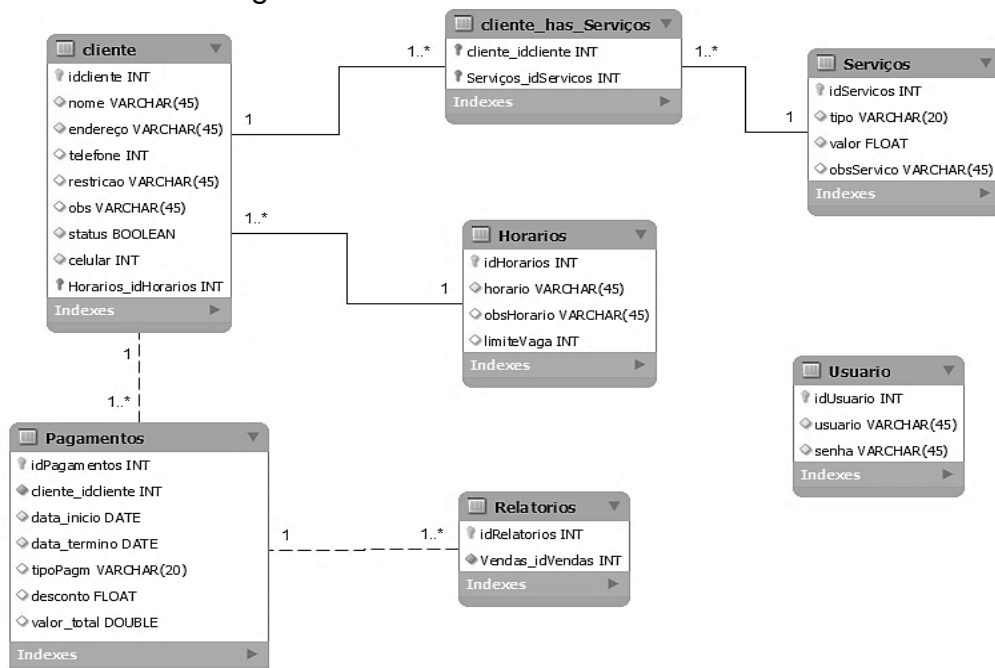 cliente
idcliente INT
nome VARCHAR(45)
endereço VARCHAR(45)
telefone INT
restricao VARCHAR(45)
obs VARCHAR(45)
status BOOLEAN
celular INT
Horarios_idHorarios INT
Indexes
1
1..*
cliente_has_Serviços
cliente_idcliente INT
Serviços_idServicos INT
Indexes
1..*
1
Serviços
idServicos INT
tipo VARCHAR(20)
valor FLOAT
obsServico VARCHAR(45)
Indexes
1..*
1
Horarios
idHorarios INT
horario VARCHAR(45)
obsHorario VARCHAR(45)
limiteVaga INT
Indexes
Usuario
idUsuario INT
usuario VARCHAR(45)
senha VARCHAR(45)
Indexes
1
1..*
Pagamentos
idPagamentos INT
cliente_idcliente INT
data_inicio DATE
data_termino DATE
tipoPagm VARCHAR(20)
desconto FLOAT
valor_total DOUBLE
Indexes
1
1..*
Relatorios
idRelatorios INT
Vendas_idVendas INT
Indexes